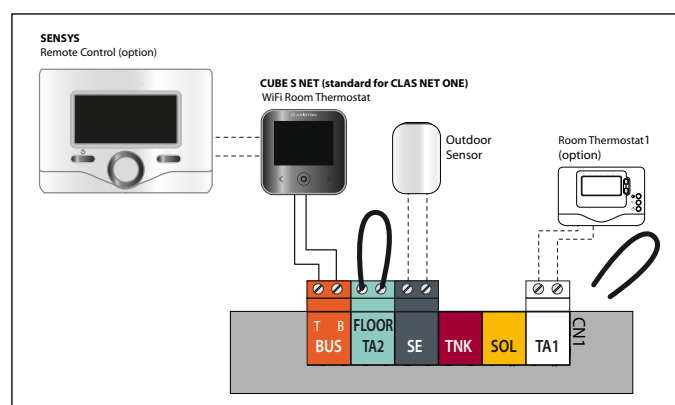 SENSYS
Remote Control (option)
CUBE S NET (standard for CLAS NET ONE)
WiFi Room Thermostat
ARISTON
Outdoor
Sensor
Room Thermostat1
(option)
T B
BUS
FLOOR
TA2
SE
TNK
SOL
TA1
CN1